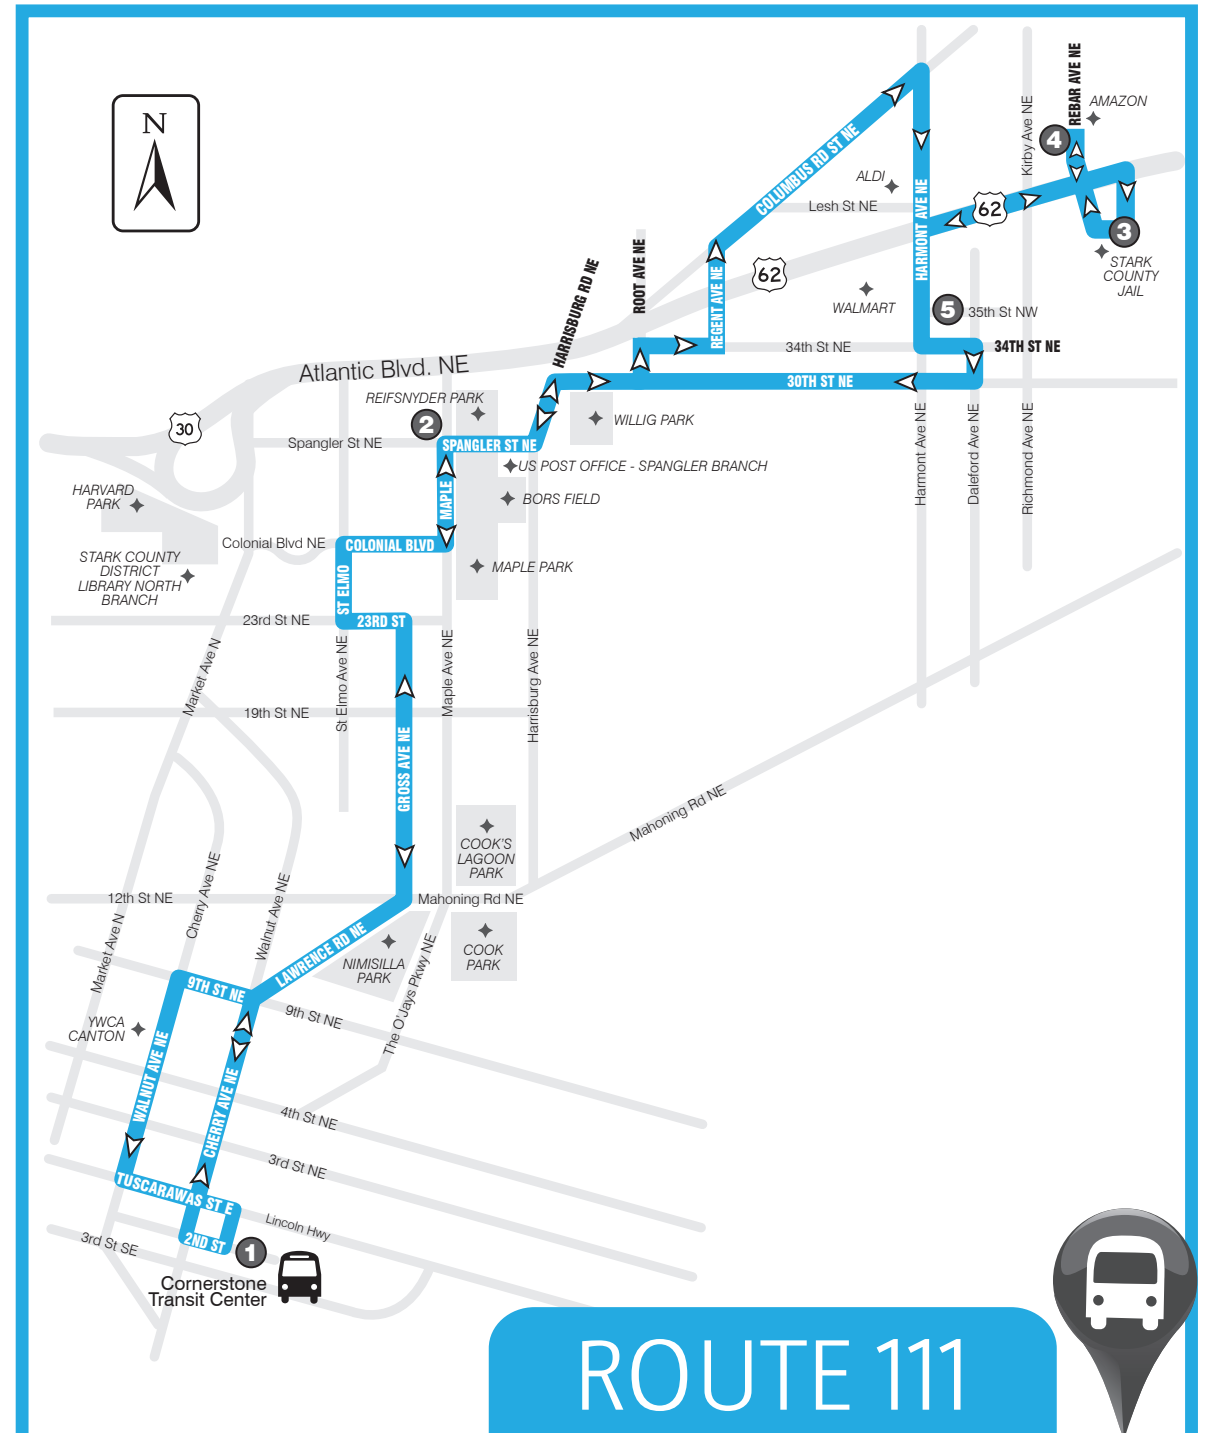 N
REBAR AVE NE
AMAZON
Kirby Ave NE
4
COLUMBUS RD ST NE
ALDI
Lesh St NE
HARMONT AVE NE
62
3
STARK
COUNTY
JAIL
ROOT AVE NE
HARRISBURG RD NE
REGENT AVE NE
62
WALMART
5
35th St NW
34th St NE
34TH ST NE
Atlantic Blvd. NE
30TH ST NE
REIFSNYDER PARK
2
WILLIG PARK
30
Spangler St NE
SPANGLER ST NE
US POST OFFICE - SPANGLER BRANCH
Harmont Ave NE
Daleford Ave NE
Richmond Ave NE
HARVARD
PARK
MAPLE
BORS FIELD
Colonial Blvd NE
COLONIAL BLVD
STARK COUNTY
DISTRICT
LIBRARY NORTH
BRANCH
MAPLE PARK
ST ELMO
23rd St NE
23RD ST
Market Ave N
St Elmo Ave NE
Maple Ave NE
Harrisburg Ave NE
19th St NE
GROSS AVE NE
Mahoning Rd NE
COOK'S
LAGOON
PARK
12th St NE
Cherry Ave NE
Walnut Ave NE
Mahoning Rd NE
Market Ave N
LAWRENCE RD NE
NIMISILLA
PARK
COOK
PARK
The O'Jays Pkwy NE
9TH ST NE
9th St NE
YWCA
CANTON
WALNUT AVE NE
CHERRY AVE NE
4th St NE
3rd St NE
TUSCARAWAS ST E
Lincoln Hwy
2ND ST
1
3rd St SE
Cornerstone
Transit Center
ROUTE 111